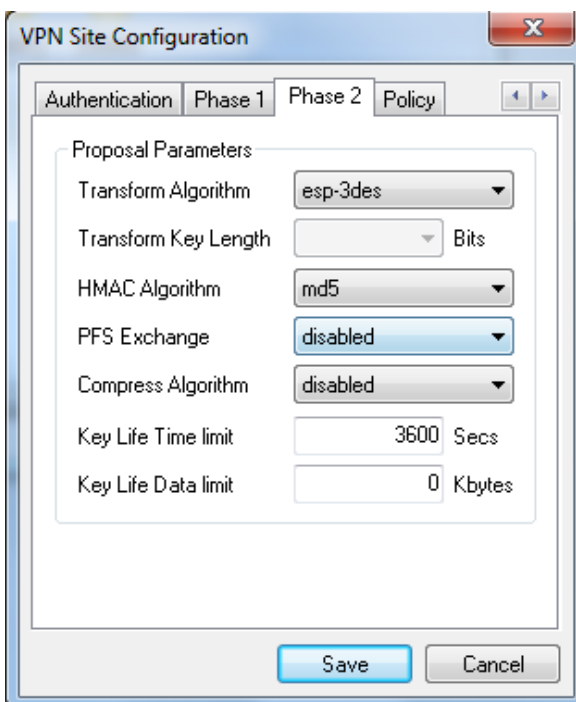 VPN Site Configuration
Authentication Phase 1 Phase 2 Policy
Proposal Parameters
Transform Algorithm esp-3des
Transform Key Length Bits
HMAC Algorithm md5
PFS Exchange disabled
Compress Algorithm disabled
Key Life Time limit 3600 Secs
Key Life Data limit 0 Kbytes
Save Cancel